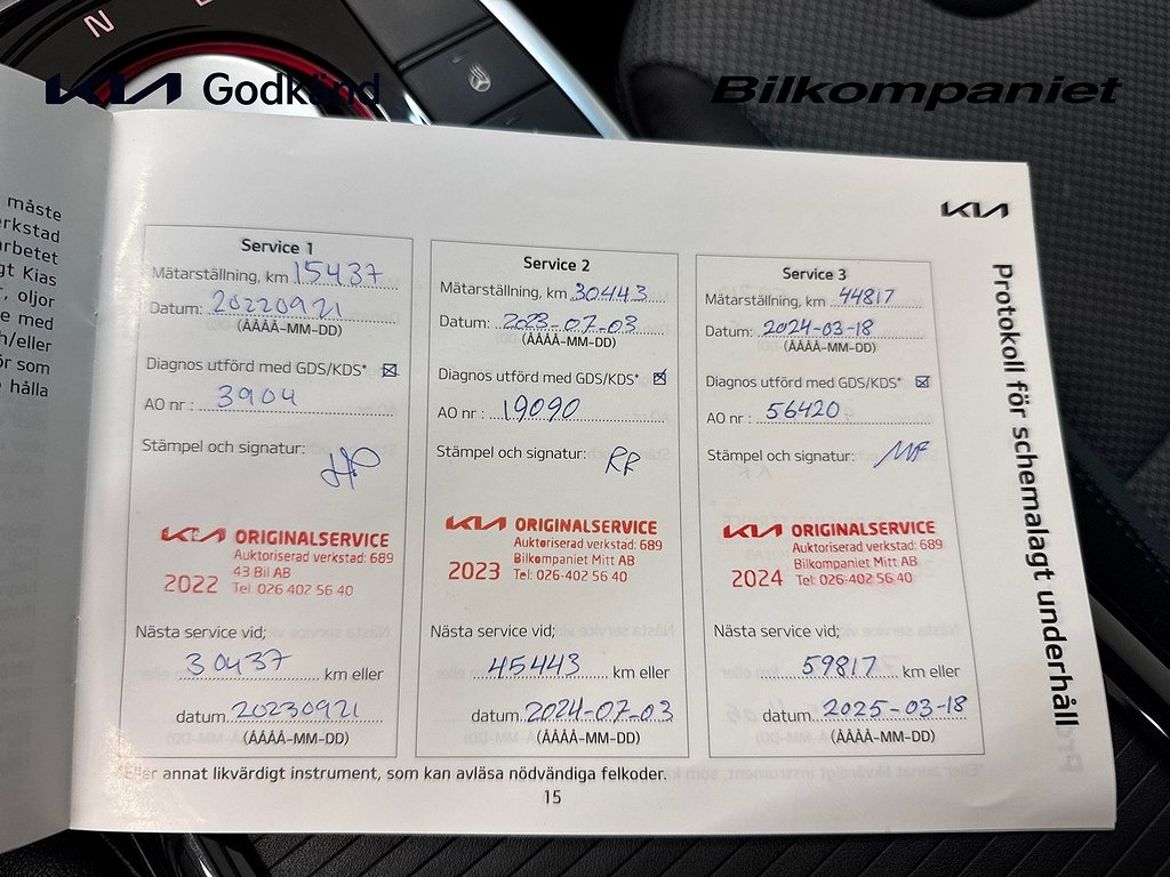 N
KIA Godkänd
Bilkompaniet
måste
rkstad
arbetet
gt Kias
r, oljor
e med
h/eller
ör som
hålla
KIA
Protokoll för schemalagt underhåll
Service 1
Mätarställning, km 15437
Datum: 20220921
(ÅÅÅÅ-MM-DD)
Diagnos utförd med GDS/KDS* ☒
AO nr : 3904
Stämpel och signatur:
KIA ORIGINALSERVICE
Auktoriserad verkstad: 689
2022 43 Bil AB
Tel: 026 402 56 40
Nästa service vid;
30437 km eller
datum 20230921
(ÅÅÅÅ-MM-DD)
Service 2
Mätarställning, km 30443
Datum: 2023-07-03
(ÅÅÅÅ-MM-DD)
Diagnos utförd med GDS/KDS* ☒
AO nr : 19090
Stämpel och signatur: RR
KIA ORIGINALSERVICE
Auktoriserad verkstad: 689
2023 Bilkompaniet Mitt AB
Tel: 026-402 56 40
Nästa service vid;
45443 km eller
datum 2024-07-03
(ÅÅÅÅ-MM-DD)
Service 3
Mätarställning, km 44817
Datum: 2024-03-18
(ÅÅÅÅ-MM-DD)
Diagnos utförd med GDS/KDS* ☒
AO nr : 56420
Stämpel och signatur:
KIA ORIGINALSERVICE
Auktoriserad verkstad: 689
Bilkompaniet Mitt AB
2024 Tel: 026-402 56 40
Nästa service vid;
59817 km eller
datum 2025-03-18
(ÅÅÅÅ-MM-DD)
*Eller annat likvärdigt instrument, som kan avläsa nödvändiga felkoder.
15